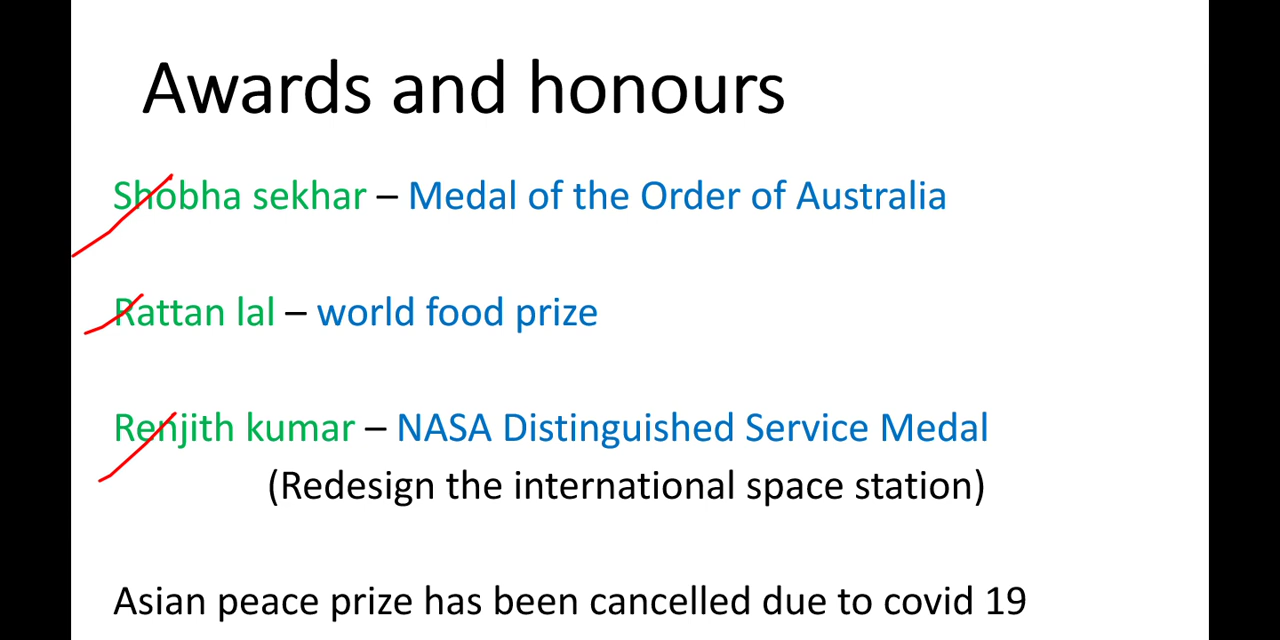 Awards and honours
Shobha sekhar – Medal of the Order of Australia
Rattan lal – world food prize
Renjith kumar – NASA Distinguished Service Medal
(Redesign the international space station)
Asian peace prize has been cancelled due to covid 19